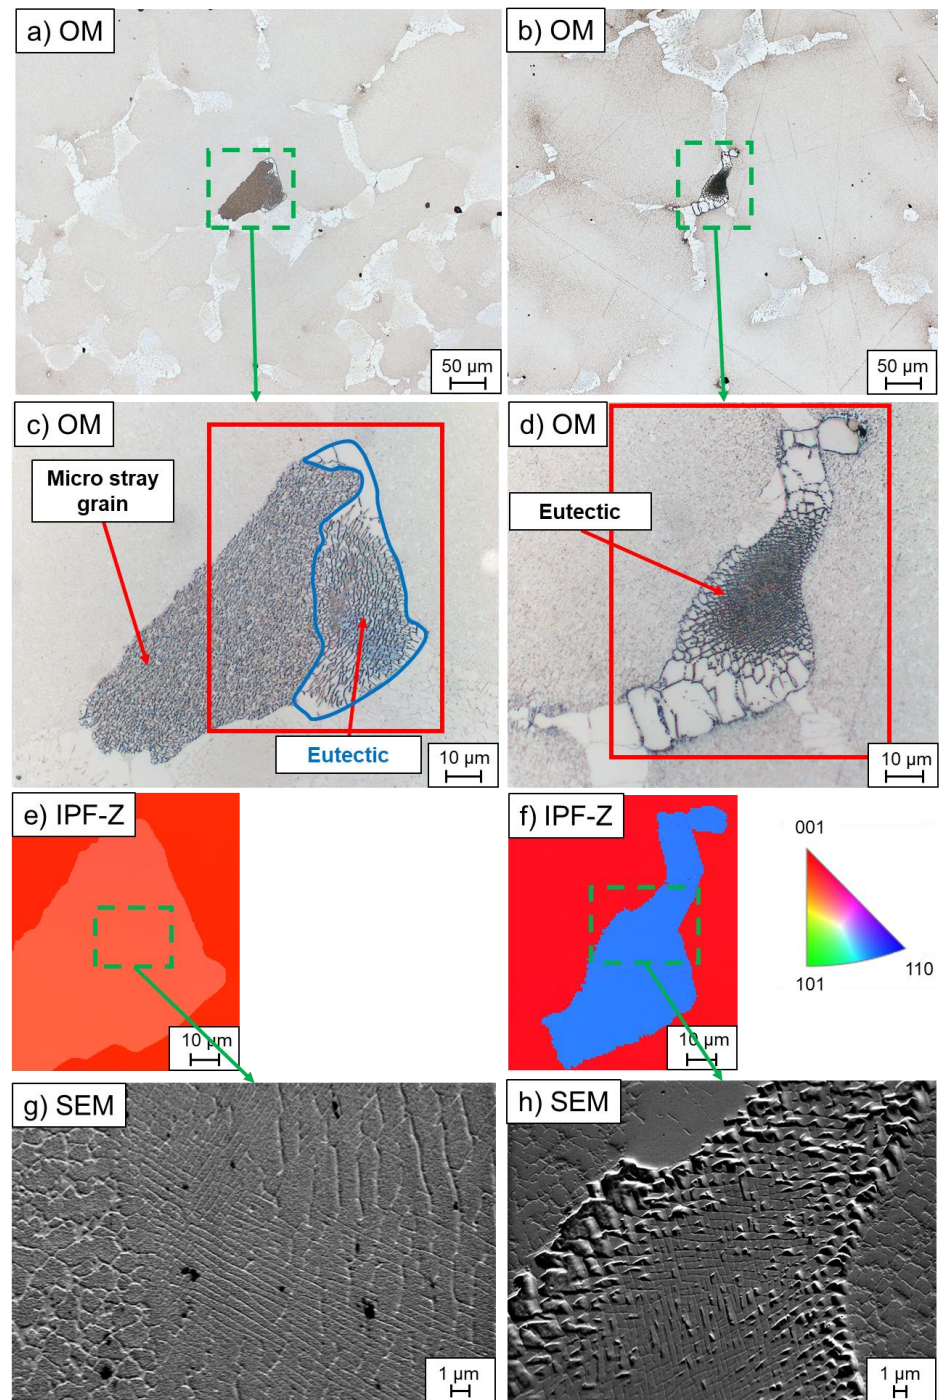 a) OM
b) OM
50 µm
50 µm
c) OM
d) OM
Micro stray
grain
Eutectic
Eutectic
10 µm
10 µm
e) IPF-Z
f) IPF-Z
001
110
101
10 µm
10 µm
g) SEM
h) SEM
1 µm
1 µm